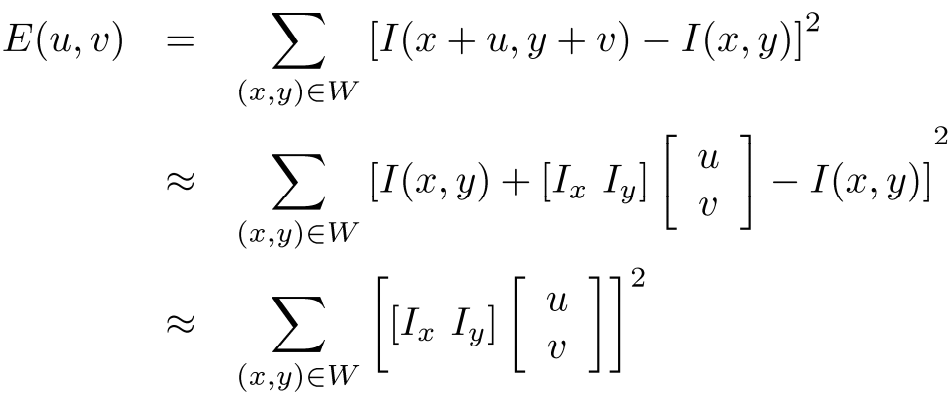 E(u, v) = ∑_{(x,y)∈W} [I(x + u, y + v) − I(x, y)]^2
≈ ∑_{(x,y)∈W} [I(x, y) + [I_x I_y] [u v] − I(x, y)]^2
≈ ∑_{(x,y)∈W} [[I_x I_y] [u v]]^2